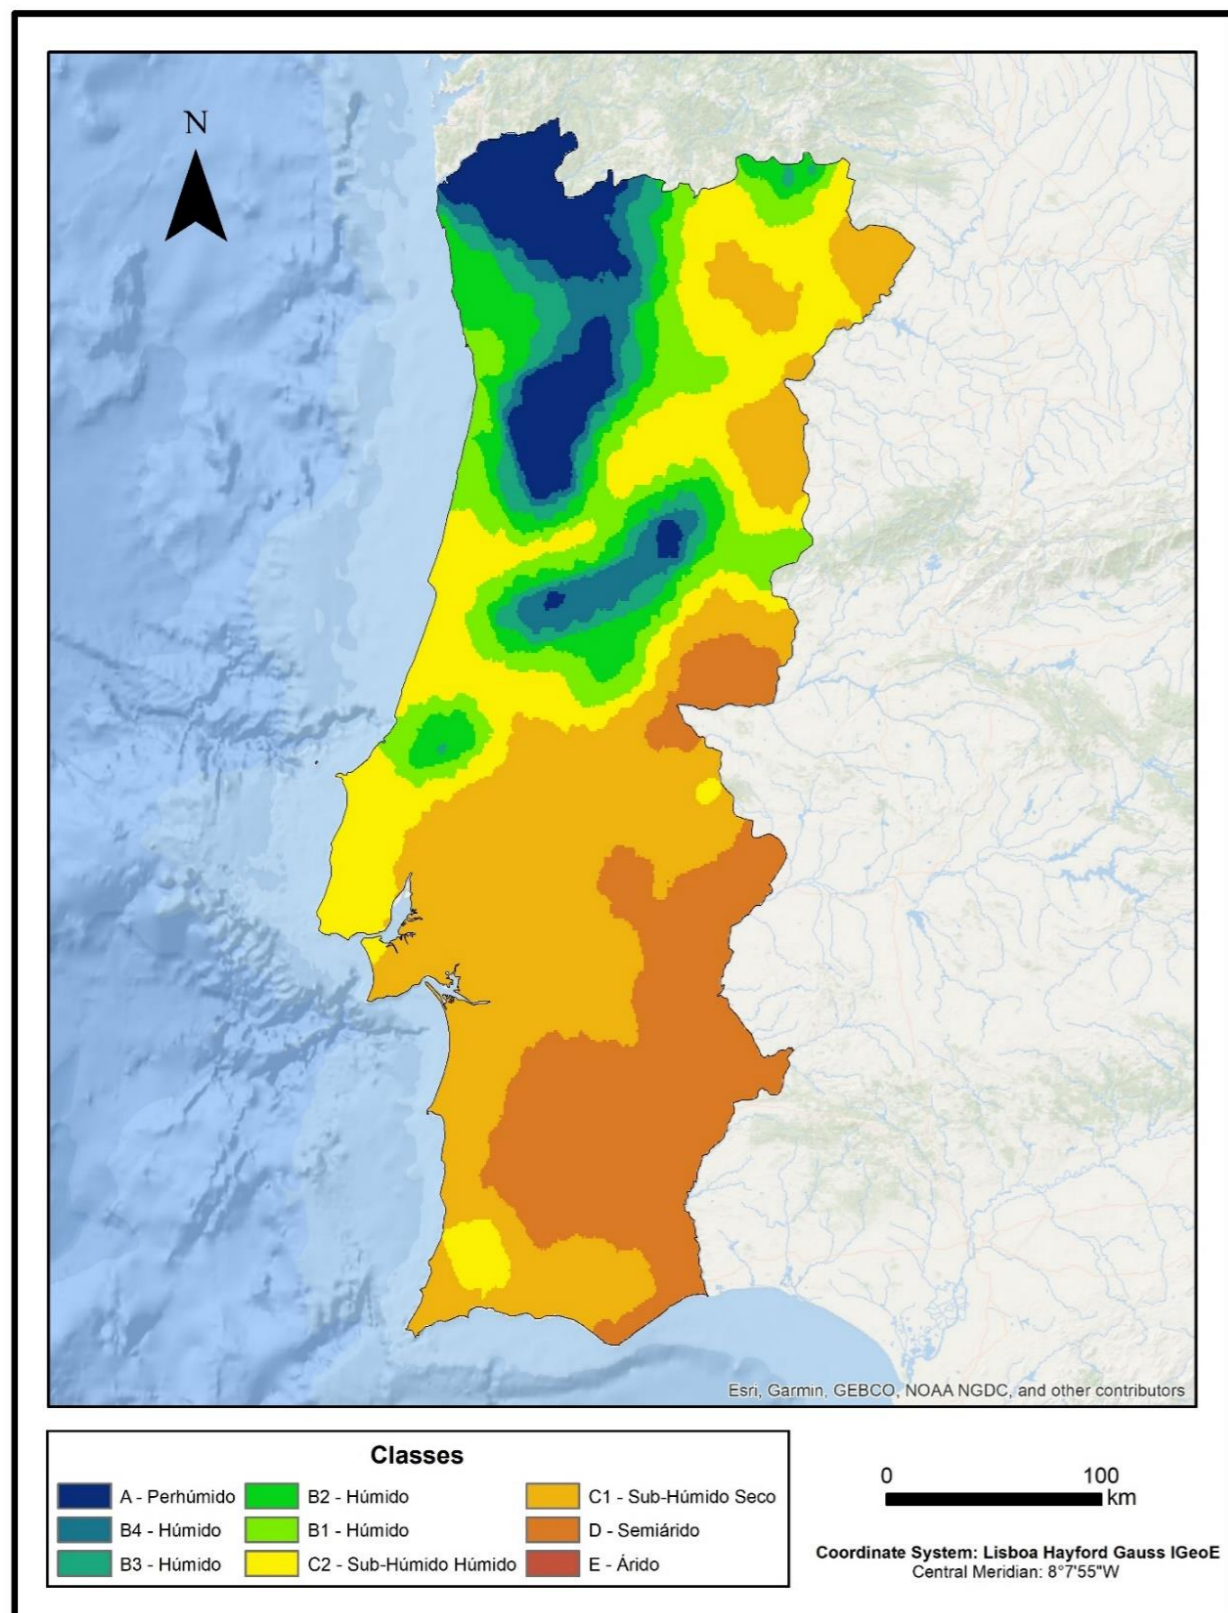 N
Esri, Garmin, GEBCO, NOAA NGDC, and other contributors
Classes
A - Perhúmido
B4 - Húmido
B3 - Húmido
B2 - Húmido
B1 - Húmido
C2 - Sub-Húmido Húmido
C1 - Sub-Húmido Seco
D - Semiárido
E - Árido
0 100
km
Coordinate System: Lisboa Hayford Gauss IGeoE
Central Meridian: 8°7'55"W